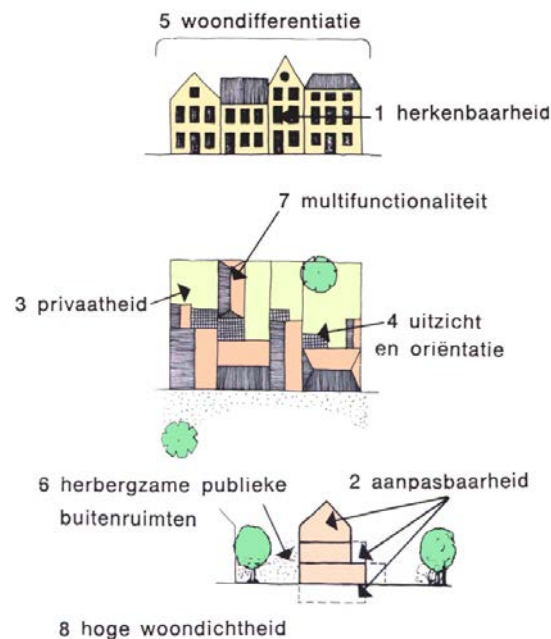 5 woondifferentiatie
1 herkenbaarheid
7 multifunctionaliteit
3 privaatheid
4 uitzicht
en oriëntatie
6 herbergzame publieke
buitenruimten
2 aanpasbaarheid
8 hoge woondichtheid